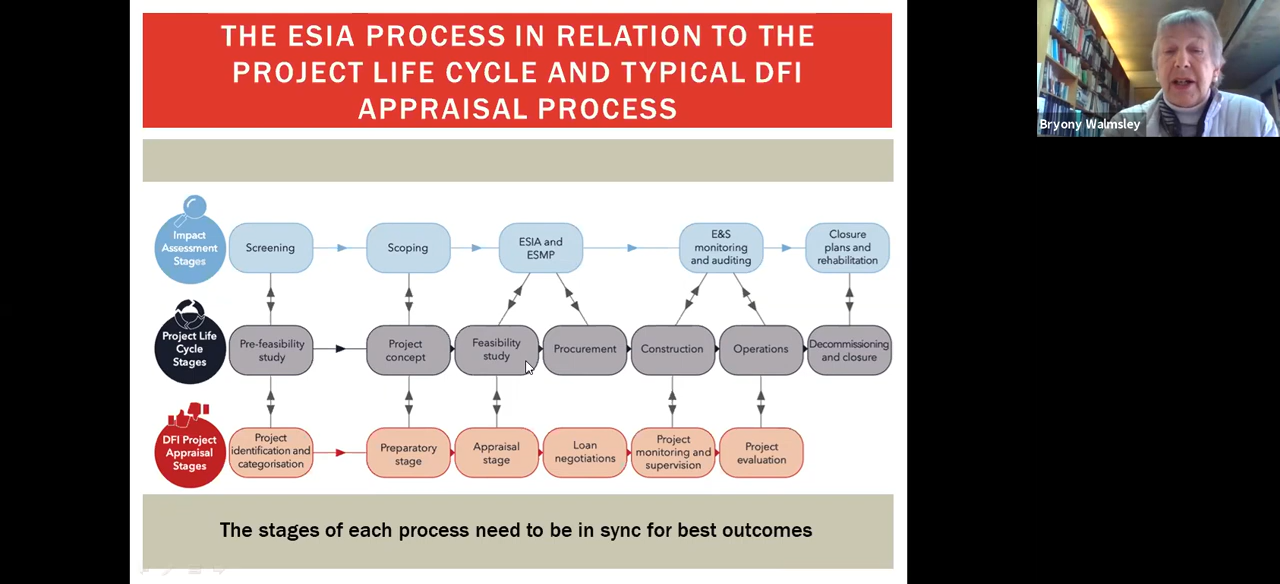 THE ESIA PROCESS IN RELATION TO THE
PROJECT LIFE CYCLE AND TYPICAL DFI
APPRAISAL PROCESS
Bryony Walmsley
Impact
Assessment
Stages
Screening
Scoping
ESIA and
ESMP
E&S
monitoring
and auditing
Closure
plans and
rehabilitation
Project Life
Cycle
Stages
Pre-feasibility
study
Project
concept
Feasibility
study
Procurement
Construction
Operations
Decommissioning
and closure
DFI Project
Appraisal
Stages
Project
identification and
categorisation
Preparatory
stage
Appraisal
stage
Loan
negotiations
Project
monitoring and
supervision
Project
evaluation
The stages of each process need to be in sync for best outcomes